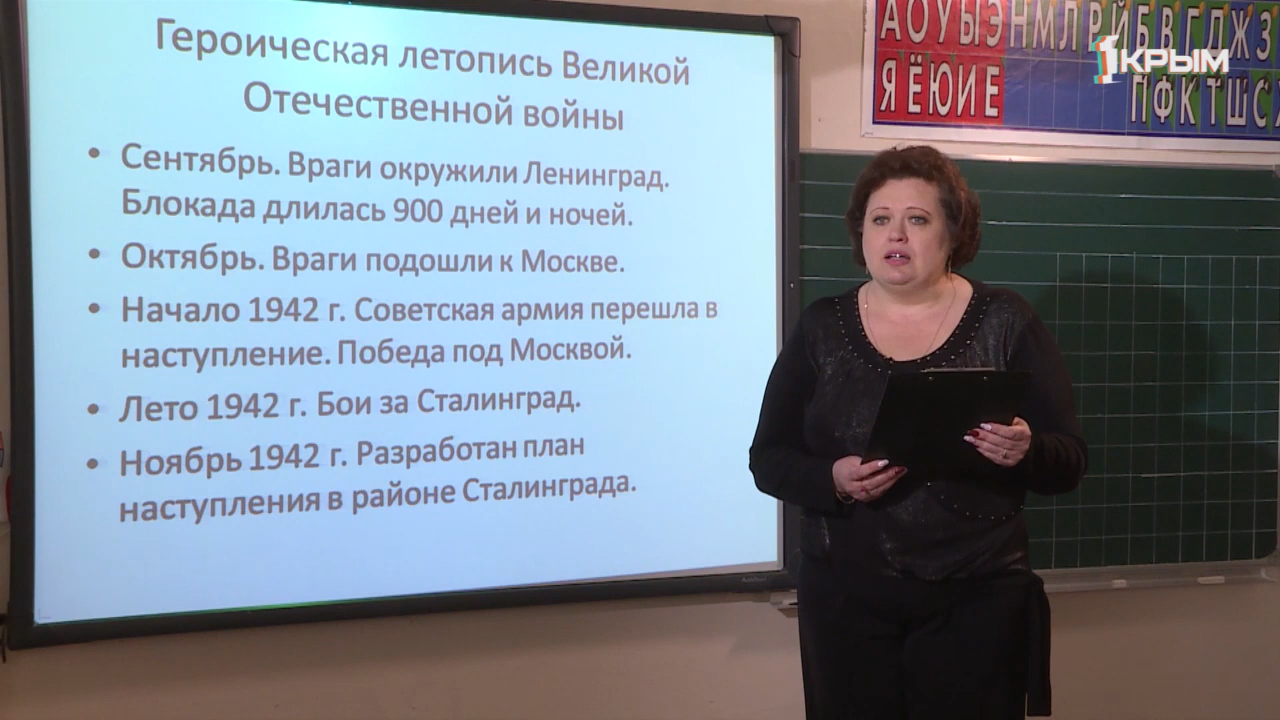 Героическая летопись Великой
Отечественной войны
• Сентябрь. Враги окружили Ленинград.
Блокада длилась 900 дней и ночей.
• Октябрь. Враги подошли к Москве.
• Начало 1942 г. Советская армия перешла в
наступление. Победа под Москвой.
• Лето 1942 г. Бои за Сталинград.
• Ноябрь 1942 г. Разработан план
наступления в районе Сталинграда.
АОУЫЭНМЛРЙБВГДЖЗ
ЯЁЮИЕ ПФКТШС
1КРЫМ